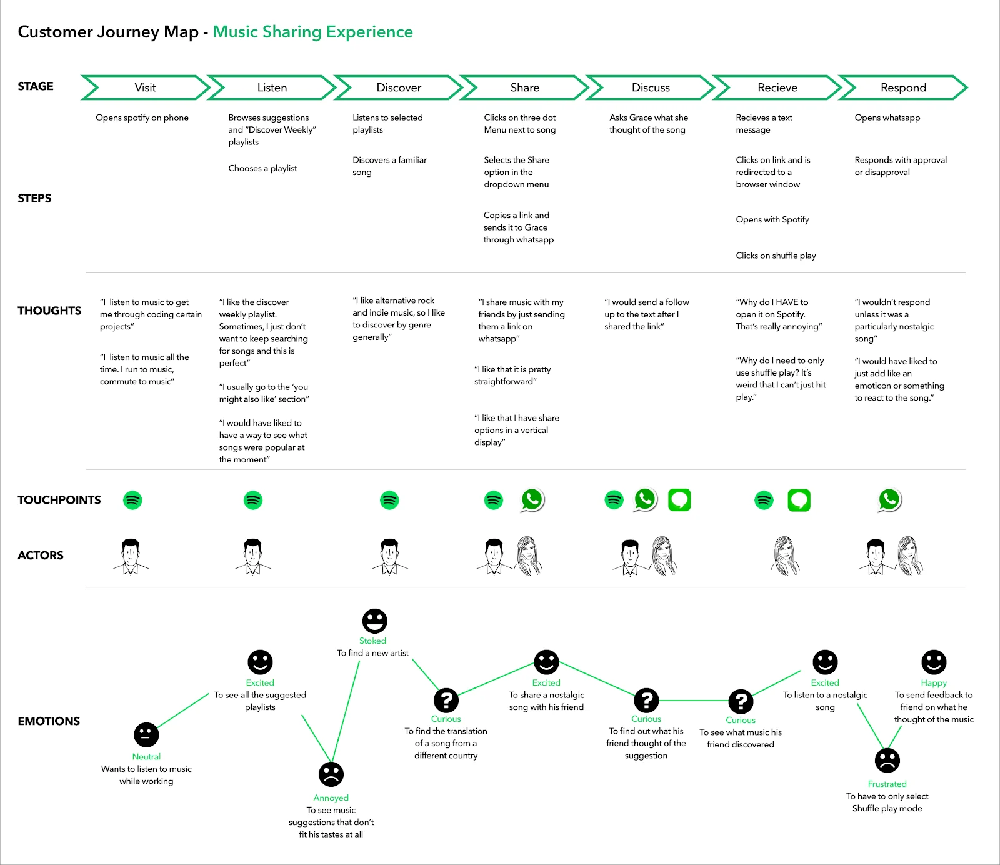 Customer Journey Map - Music Sharing Experience
STAGE
Visit
Listen
Discover
Share
Discuss
Recieve
Respond
STEPS
Opens spotify on phone
Browses suggestions
and “Discover Weekly”
playlists
Chooses a playlist
Listens to selected
playlists
Discovers a familiar
song
Clicks on three dot
Menu next to song
Selects the Share
option in the
dropdown menu
Copies a link and
sends it to Grace
through whatsapp
Asks Grace what she
thought of the song
Recieves a text
message
Clicks on link and is
redirected to a
browser window
Opens with Spotify
Clicks on shuffle play
Opens whatsapp
Responds with approval
or disapproval
THOUGHTS
“I listen to music to get
me through coding certain
projects”
“I listen to music all the
time. I run to music,
commute to music”
“I like the discover
weekly playlist.
Sometimes, I just don’t
want to keep searching
for songs and this is
perfect“
“I usually go to the ‘you
might also like’ section”
“I would have liked to
have a way to see what
songs were popular at
the moment”
“I like alternative rock
and indie music, so I like
to discover by genre
generally”
“I share music with my
friends by just sending
them a link on
whatsapp”
“I like that it is pretty
straightforward”
“I like that I have share
options in a vertical
display”
“I would send a follow
up to the text after I
shared the link”
“Why do I HAVE to
open it on Spotify.
That’s really annoying”
“Why do I need to only
use shuffle play? It’s
weird that I can’t just hit
play.”
“I wouldn’t respond
unless it was a
particularly nostalgic
song”
“I would have liked to
just add like an
emoticon or something
to react to the song.”
TOUCHPOINTS
ACTORS
EMOTIONS
Neutral
Wants to listen to music
while working
Excited
To see all the suggested
playlists
Annoyed
To see music
suggestions that don’t
fit his tastes at all
Stoked
To find a new artist
?
Curious
To find the translation
of a song from a
different country
Excited
To share a nostalgic
song with his friend
?
Curious
To find out what his
friend thought of the
suggestion
?
Curious
To see what music his
friend discovered
Excited
To listen to a nostalgic
song
Frustrated
To have to only select
Shuffle play mode
Happy
To send feedback to
friend on what he
thought of the music